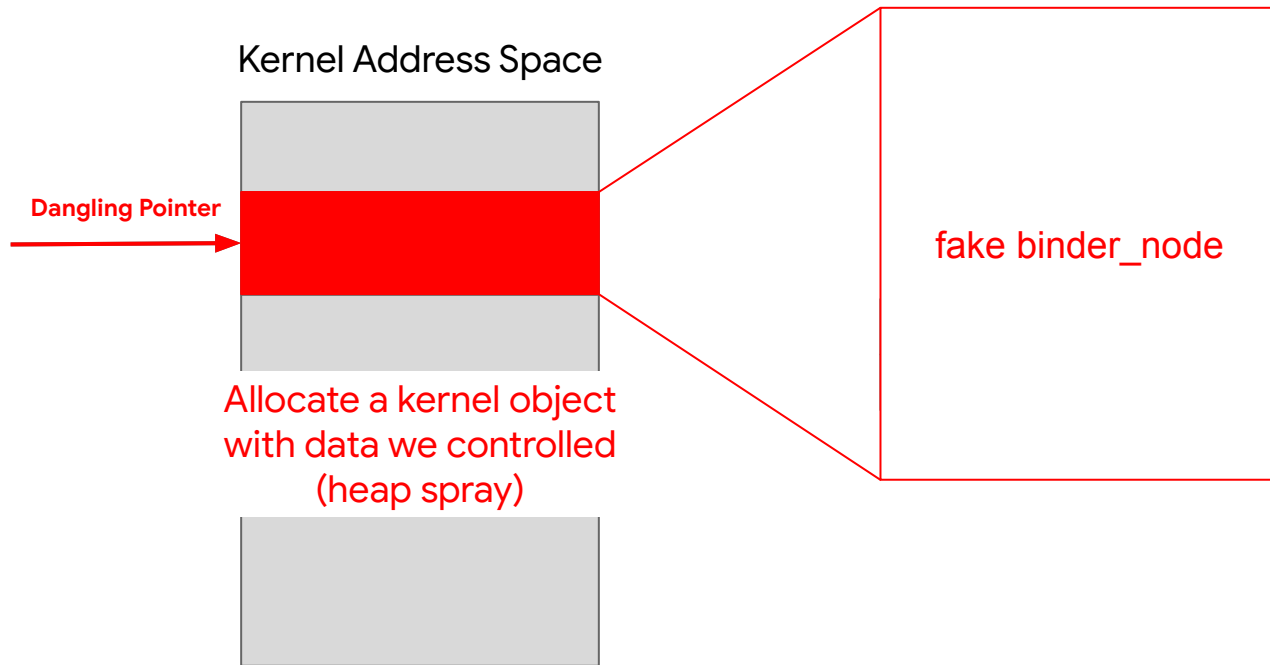 Kernel Address Space
Dangling Pointer
fake binder_node
Allocate a kernel object
with data we controlled
(heap spray)